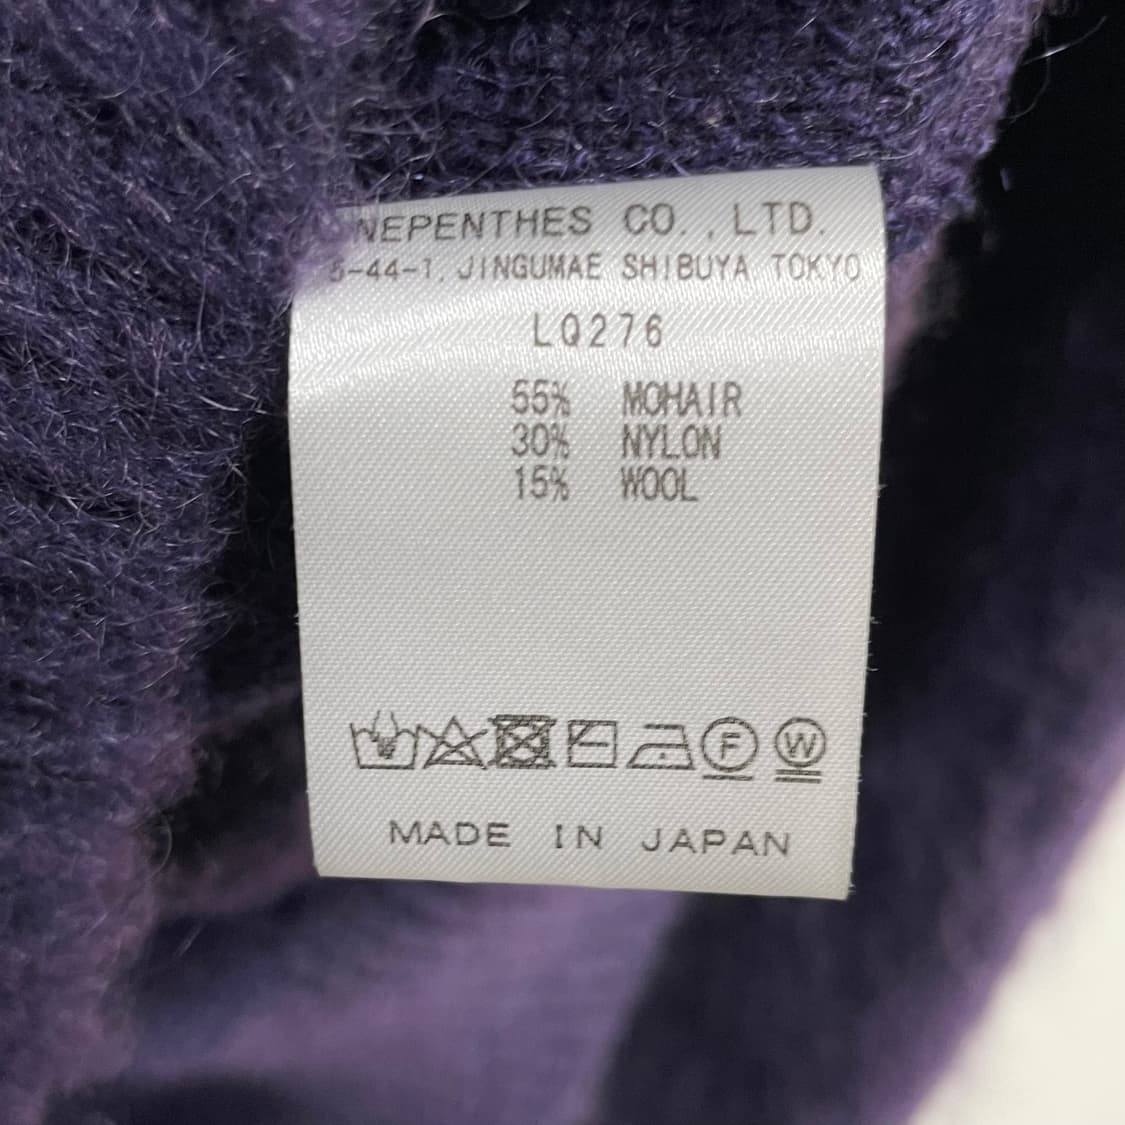 NEPENTHES CO., LTD.
5-44-1, JINGUMAE SHIBUYA TOKYO
LQ276
55% MOHAIR
30% NYLON
15% WOOL
F W
MADE IN JAPAN